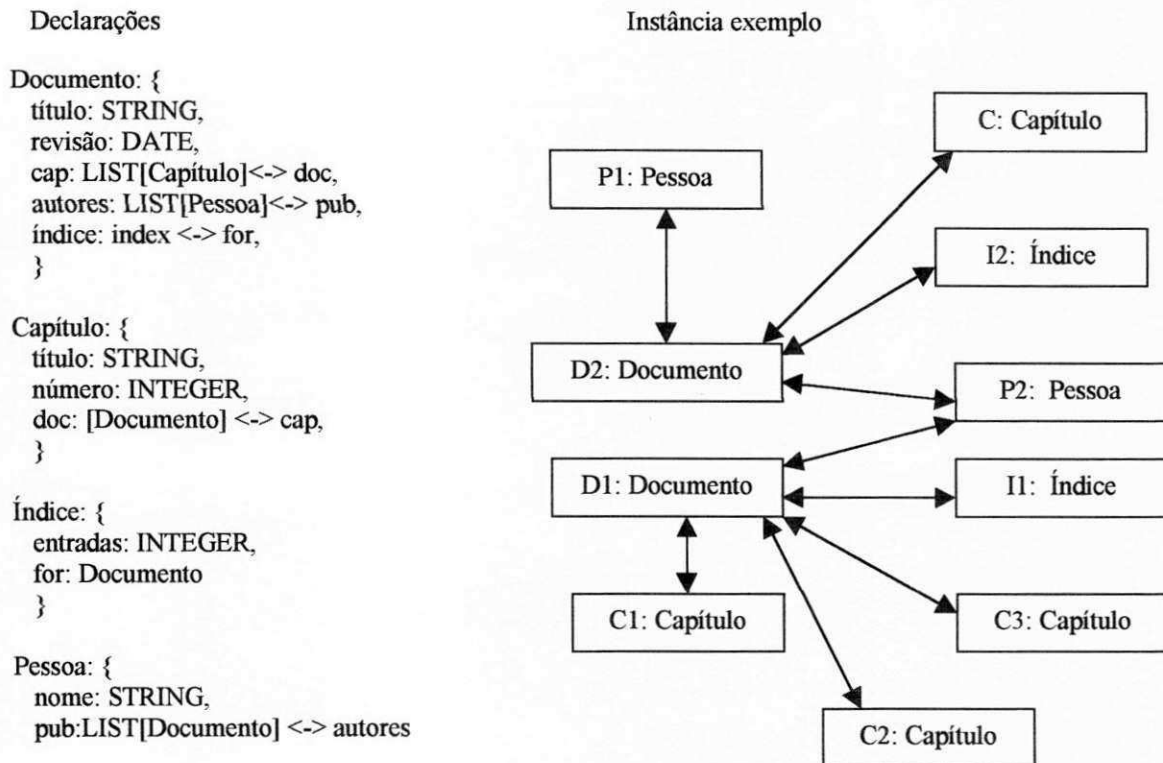 Declarações
Documento: {
título: STRING,
revisão: DATE,
cap: LIST[Capítulo]<-> doc,
autores: LIST[Pessoa]<-> pub,
índice: index <-> for,
}
Capítulo: {
título: STRING,
número: INTEGER,
doc: [Documento] <-> cap,
}
Índice: {
entradas: INTEGER,
for: Documento
}
Pessoa: {
nome: STRING,
pub:LIST[Documento] <-> autores
Instância exemplo
C: Capítulo
P1: Pessoa
I2: Índice
D2: Documento
P2: Pessoa
D1: Documento
I1: Índice
C1: Capítulo
C3: Capítulo
C2: Capítulo